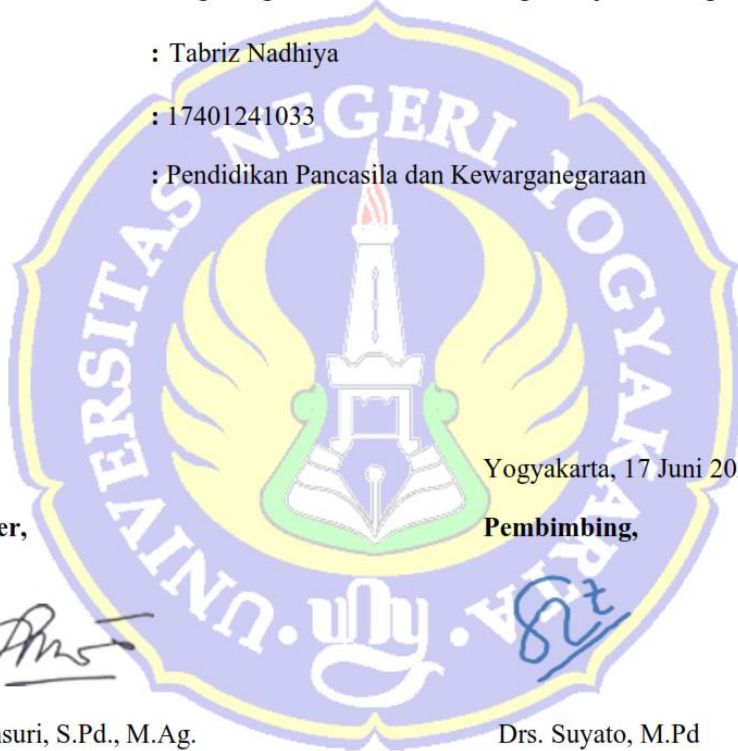 : Tabriz Nadhiya
: 17401241033
: Pendidikan Pancasila dan Kewarganegaraan
UNIVERSITAS NEGERI YOGYAKARTA
uny
Yogyakarta, 17 Juni 20
er,
Pembimbing,
suri, S.Pd., M.Ag.
Drs. Suyato, M.Pd